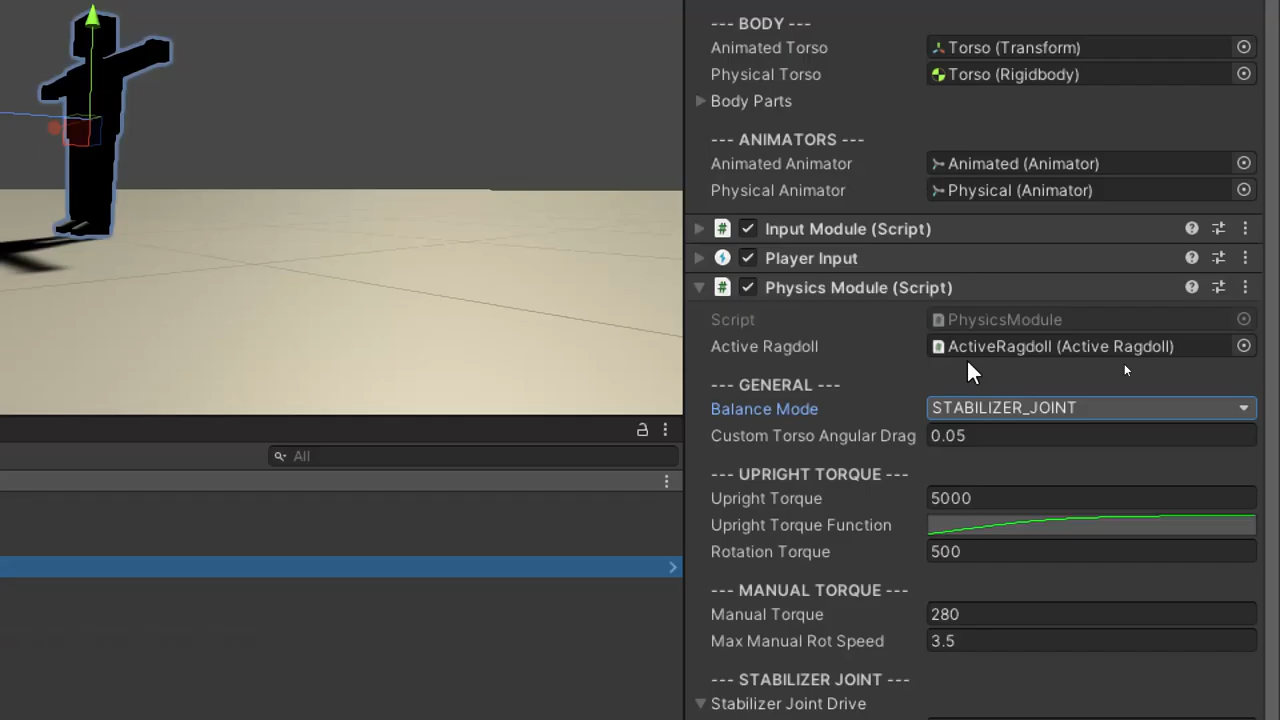 --- BODY ---
Animated Torso Torso (Transform)
Physical Torso Torso (Rigidbody)
Body Parts
--- ANIMATORS ---
Animated Animator Animated (Animator)
Physical Animator Physical (Animator)
# Input Module (Script)
Player Input
# Physics Module (Script)
Script PhysicsModule
Active Ragdoll # ActiveRagdoll (Active Ragdoll)
--- GENERAL ---
Balance Mode STABILIZER_JOINT
Custom Torso Angular Drag 0.05
All
--- UPRIGHT TORQUE ---
Upright Torque 5000
Upright Torque Function
Rotation Torque 500
--- MANUAL TORQUE ---
Manual Torque 280
Max Manual Rot Speed 3.5
--- STABILIZER JOINT ---
Stabilizer Joint Drive